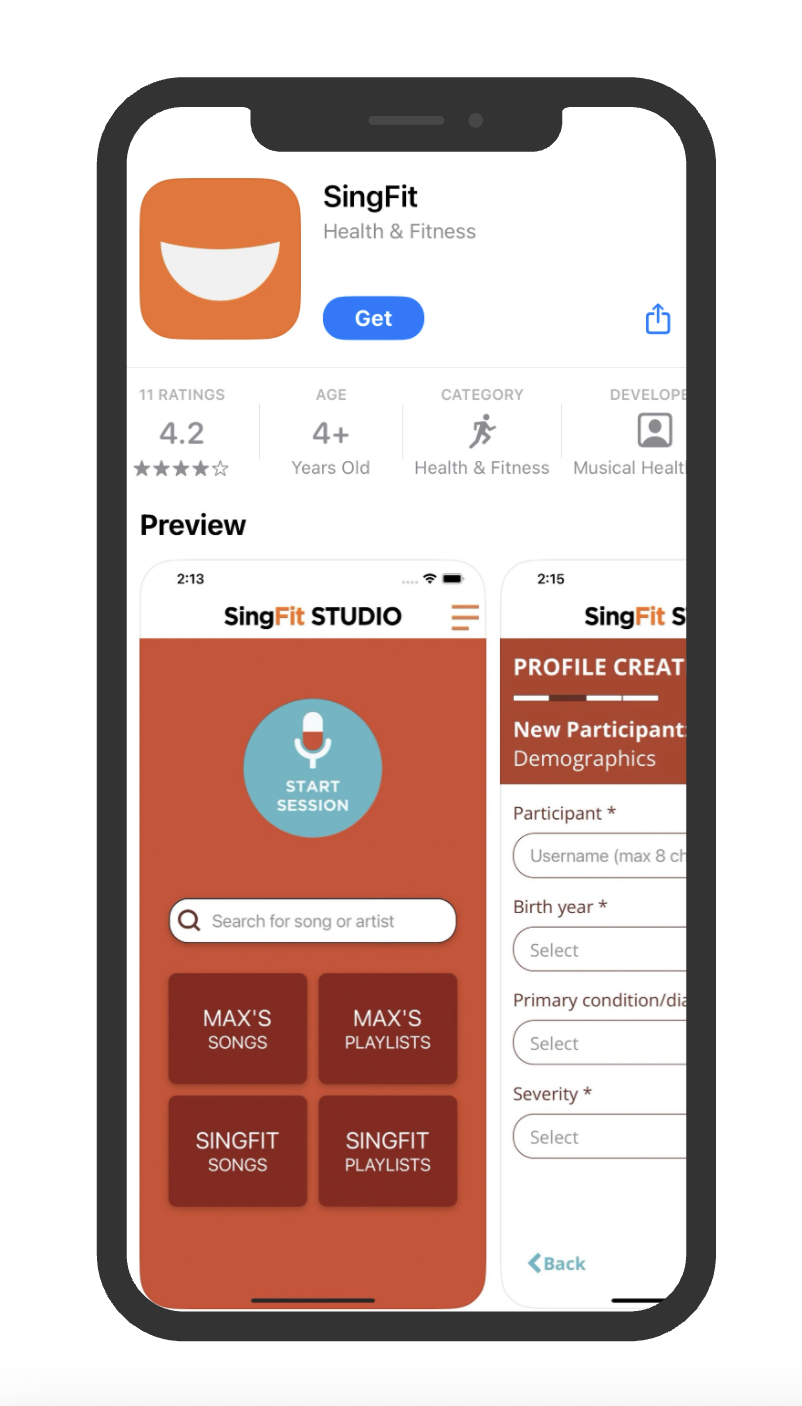 SingFit
Health & Fitness
Get
11 RATINGS
4.2
AGE
4+
Years Old
CATEGORY
Health & Fitness
DEVELOPE
Musical Healt
Preview
2:13
SingFit STUDIO
START
SESSION
Search for song or artist
MAX'S
SONGS
MAX'S
PLAYLISTS
SINGFIT
SONGS
SINGFIT
PLAYLISTS
2:15
SingFit S
PROFILE CREAT
New Participant:
Demographics
Participant *
Username (max 8 ch
Birth year *
Select
Primary condition/dia
Select
Severity *
Select
Back